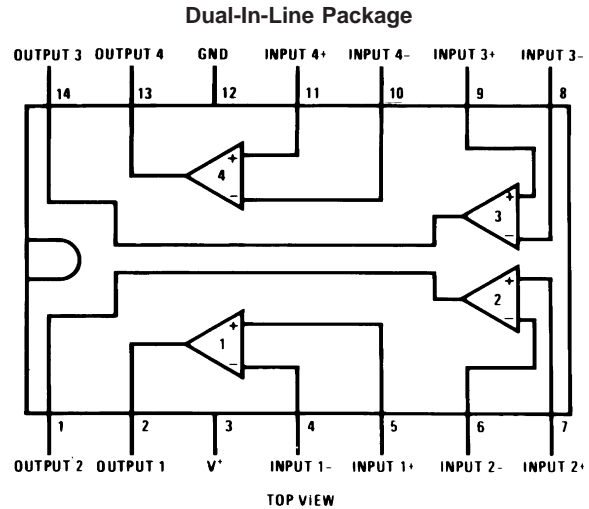 Dual-In-Line Package
OUTPUT 3 OUTPUT 4 GND INPUT 4+ INPUT 4- INPUT 3+ INPUT 3-
14 13 12 11 10 9 8
+
4
-
+
3
-
+
2
-
+
1
-
1 2 3 4 5 6 7
OUTPUT 2 OUTPUT 1 V+ INPUT 1- INPUT 1+ INPUT 2- INPUT 2+
TOP VIEW